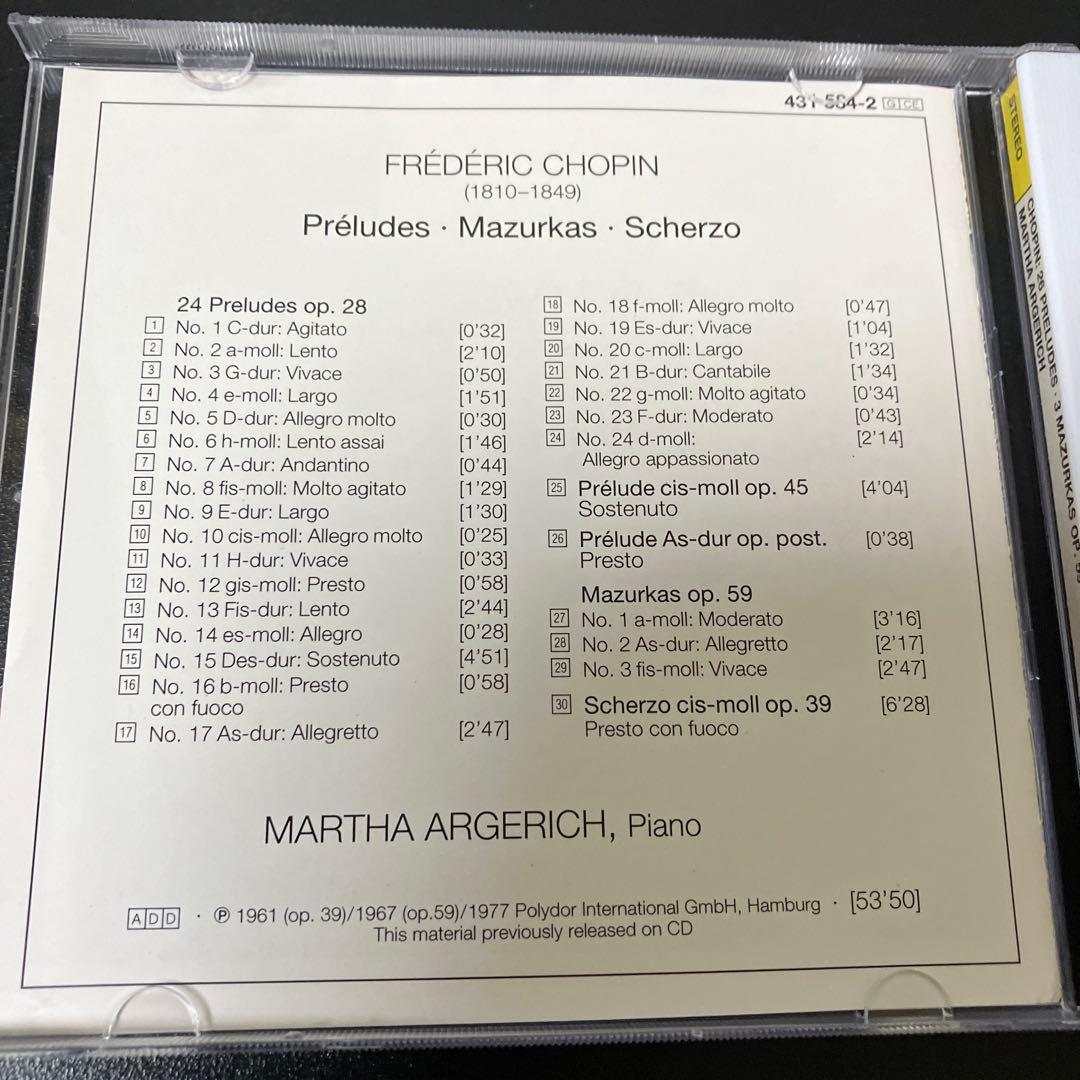 431 584-2 G CE
FRÉDÉRIC CHOPIN
(1810–1849)
Préludes · Mazurkas · Scherzo
24 Preludes op. 28
1 No. 1 C-dur: Agitato [0'32]
2 No. 2 a-moll: Lento [2'10]
3 No. 3 G-dur: Vivace [0'50]
4 No. 4 e-moll: Largo [1'51]
5 No. 5 D-dur: Allegro molto [0'30]
6 No. 6 h-moll: Lento assai [1'46]
7 No. 7 A-dur: Andantino [0'44]
8 No. 8 fis-moll: Molto agitato [1'29]
9 No. 9 E-dur: Largo [1'30]
10 No. 10 cis-moll: Allegro molto [0'25]
11 No. 11 H-dur: Vivace [0'33]
12 No. 12 gis-moll: Presto [0'58]
13 No. 13 Fis-dur: Lento [2'44]
14 No. 14 es-moll: Allegro [0'28]
15 No. 15 Des-dur: Sostenuto [4'51]
16 No. 16 b-moll: Presto [0'58]
con fuoco
17 No. 17 As-dur: Allegretto [2'47]
18 No. 18 f-moll: Allegro molto [0'47]
19 No. 19 Es-dur: Vivace [1'04]
20 No. 20 c-moll: Largo [1'32]
21 No. 21 B-dur: Cantabile [1'34]
22 No. 22 g-moll: Molto agitato [0'34]
23 No. 23 F-dur: Moderato [0'43]
24 No. 24 d-moll: [2'14]
Allegro appassionato
25 Prélude cis-moll op. 45 [4'04]
Sostenuto
26 Prélude As-dur op. post. [0'38]
Presto
Mazurkas op. 59
27 No. 1 a-moll: Moderato [3'16]
28 No. 2 As-dur: Allegretto [2'17]
29 No. 3 fis-moll: Vivace [2'47]
30 Scherzo cis-moll op. 39 [6'28]
Presto con fuoco
MARTHA ARGERICH, Piano
ADD · ℗ 1961 (op. 39)/1967 (op.59)/1977 Polydor International GmbH, Hamburg · [53'50]
This material previously released on CD
STEREO
CHOPIN: 26 PRELUDES · 3 MAZURKAS OP. 59
MARTHA ARGERICH